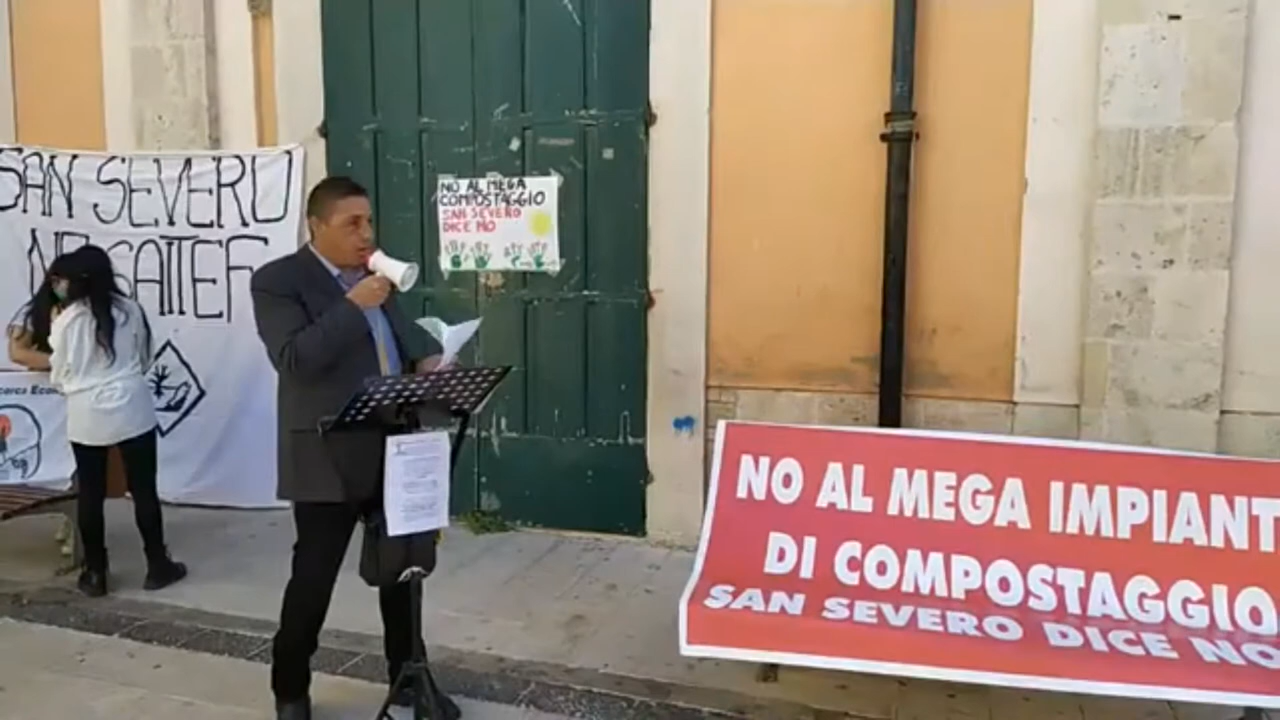 SAN SEVERO
NO
NO AL MEGA
COMPOSTAGGIO
SAN SEVERO
DICE NO
NO AL MEGA IMPIANT
DI COMPOSTAGGIO
SAN SEVERO DICE NO